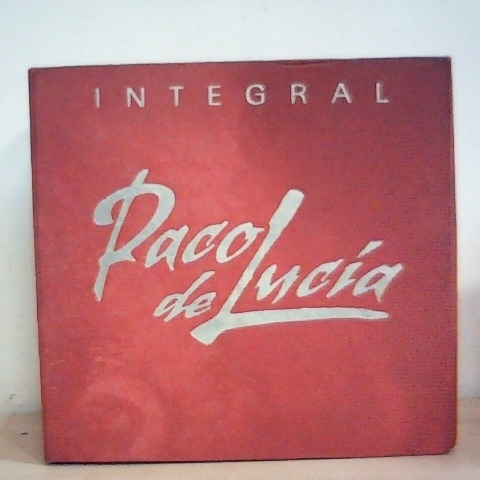 INTEGRAL
Paco
de Lucía